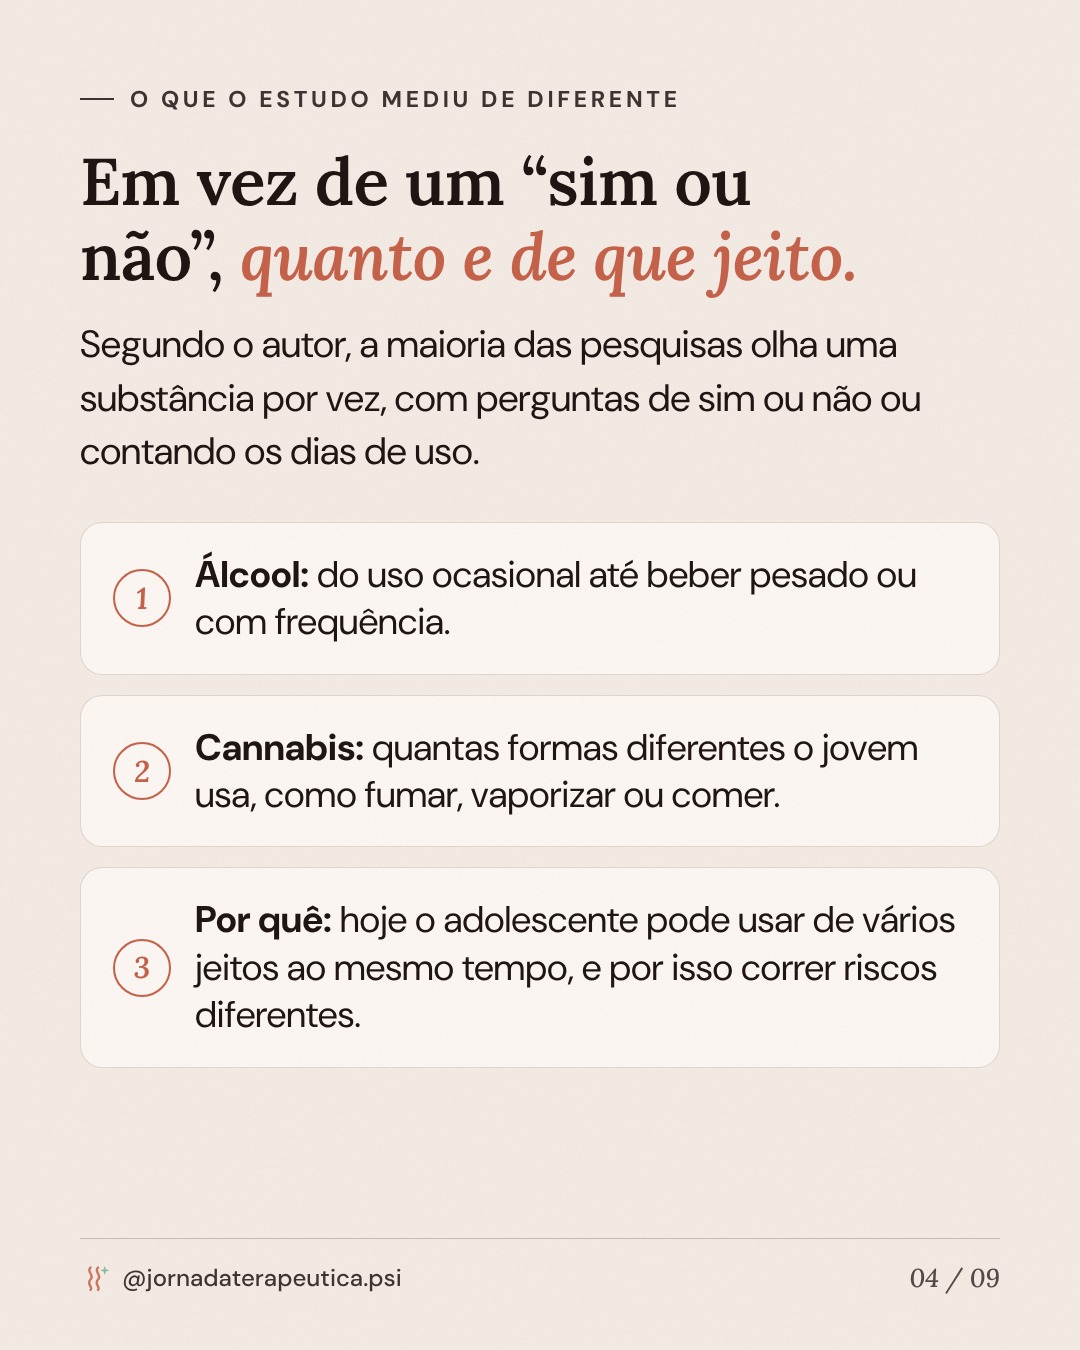 — O QUE O ESTUDO MEDIU DE DIFERENTE
Em vez de um “sim ou
não”, quanto e de que jeito.
Segundo o autor, a maioria das pesquisas olha uma
substância por vez, com perguntas de sim ou não ou
contando os dias de uso.
1
Álcool: do uso ocasional até beber pesado ou
com frequência.
2
Cannabis: quantas formas diferentes o jovem
usa, como fumar, vaporizar ou comer.
3
Por quê: hoje o adolescente pode usar de vários
jeitos ao mesmo tempo, e por isso correr riscos
diferentes.
@jornadaterapeutica.psi
04 / 09